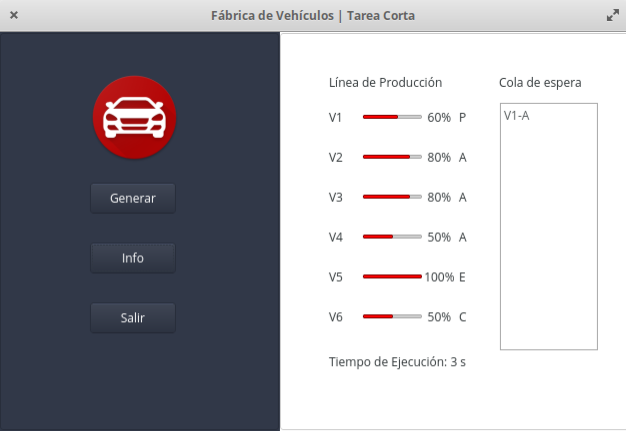 Fábrica de Vehículos | Tarea Corta
Generar
Info
Salir
Línea de Producción
V1 60% P
V2 80% A
V3 80% A
V4 50% A
V5 100% E
V6 50% C
Tiempo de Ejecución: 3 s
Cola de espera
V1-A